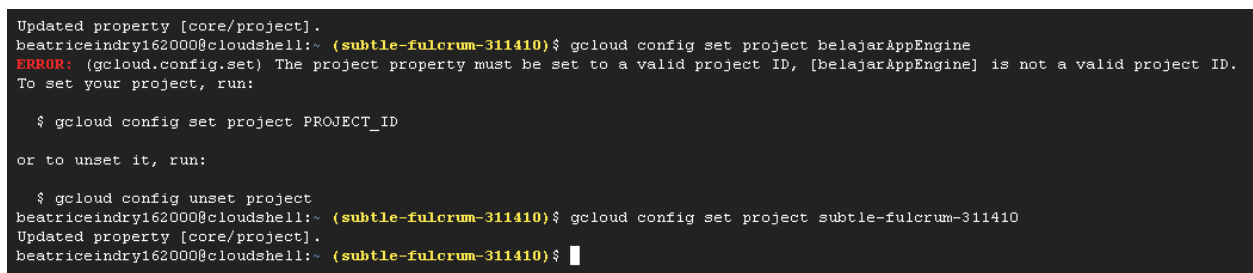 Updated property [core/project].
beatriceindry162000@cloudshell:~ (subtle-fulcrum-311410)$ gcloud config set project belajarAppEngine
ERROR: (gcloud.config.set) The project property must be set to a valid project ID, [belajarAppEngine] is not a valid project ID.
To set your project, run:
$ gcloud config set project PROJECT_ID
or to unset it, run:
$ gcloud config unset project
beatriceindry162000@cloudshell:~ (subtle-fulcrum-311410)$ gcloud config set project subtle-fulcrum-311410
Updated property [core/project].
beatriceindry162000@cloudshell:~ (subtle-fulcrum-311410)$